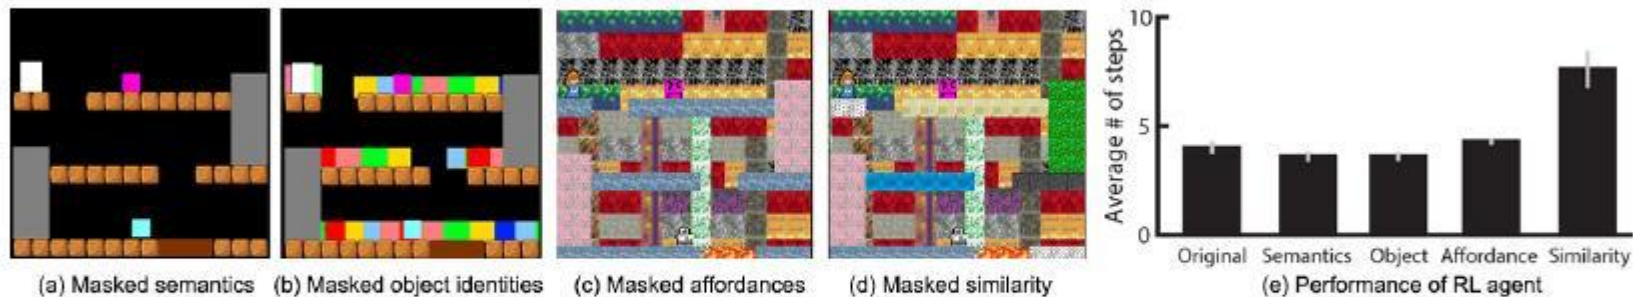 10
5
0
Average # of steps
Original Semantics Object Affordance Similarity
(a) Masked semantics (b) Masked object identities (c) Masked affordances (d) Masked similarity (e) Performance of RL agent